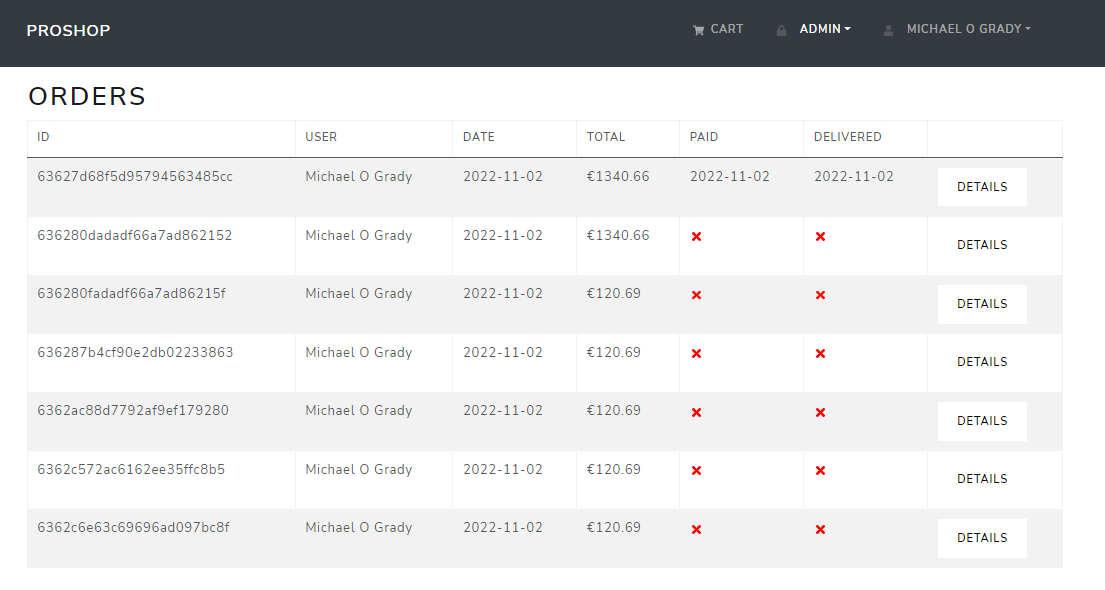 PROSHOP CART ADMIN MICHAEL O GRADY
ORDERS
ID USER DATE TOTAL PAID DELIVERED
63627d68f5d95794563485cc Michael O Grady 2022-11-02 €1340.66 2022-11-02 2022-11-02 DETAILS
636280dadadf66a7ad862152 Michael O Grady 2022-11-02 €1340.66 DETAILS
636280fadadf66a7ad86215f Michael O Grady 2022-11-02 €120.69 DETAILS
636287b4cf90e2db02233863 Michael O Grady 2022-11-02 €120.69 DETAILS
6362ac88d7792af9ef179280 Michael O Grady 2022-11-02 €120.69 DETAILS
6362c572ac6162ee35ffc8b5 Michael O Grady 2022-11-02 €120.69 DETAILS
6362c6e63c69696ad097bc8f Michael O Grady 2022-11-02 €120.69 DETAILS